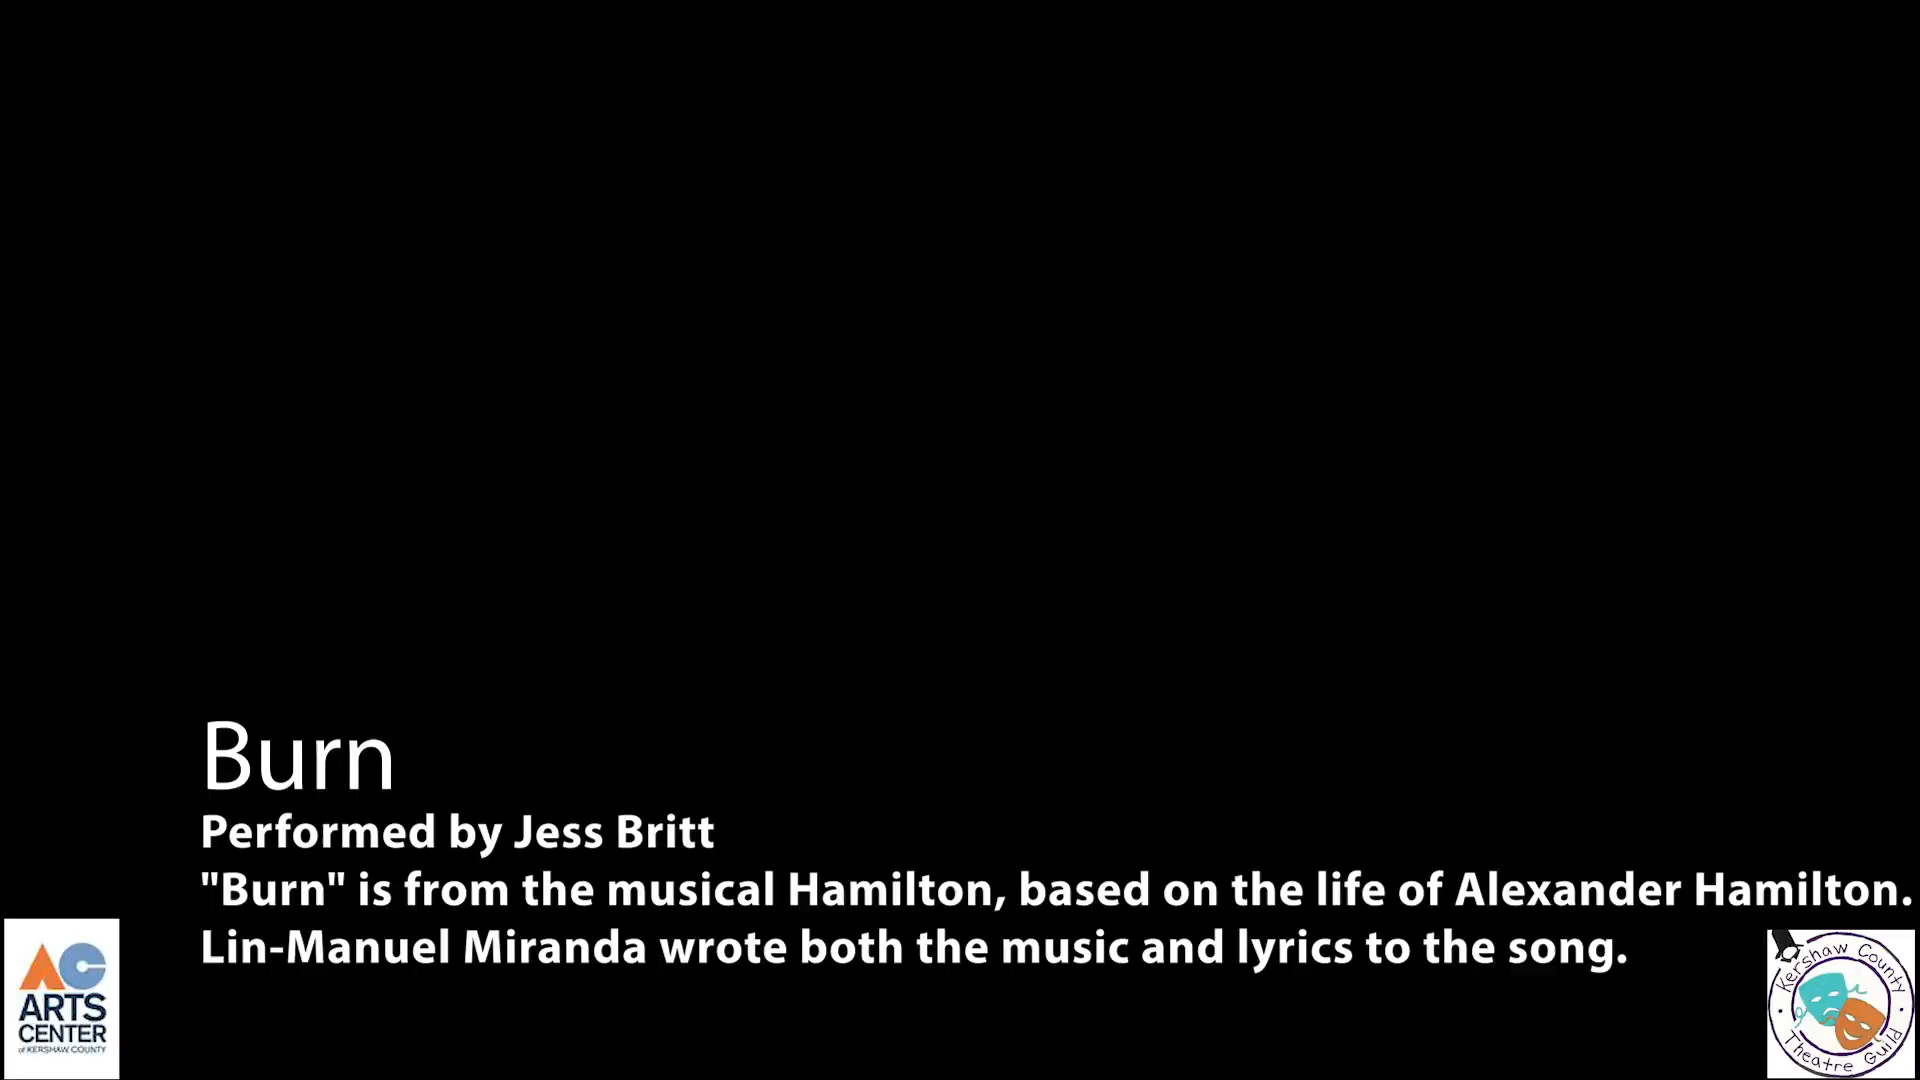 Burn
Performed by Jess Britt
"Burn" is from the musical Hamilton, based on the life of Alexander Hamilton.
Lin-Manuel Miranda wrote both the music and lyrics to the song.
AC
ARTS
CENTER
of KERSHAW COUNTY
Kershaw County
Theatre Guild